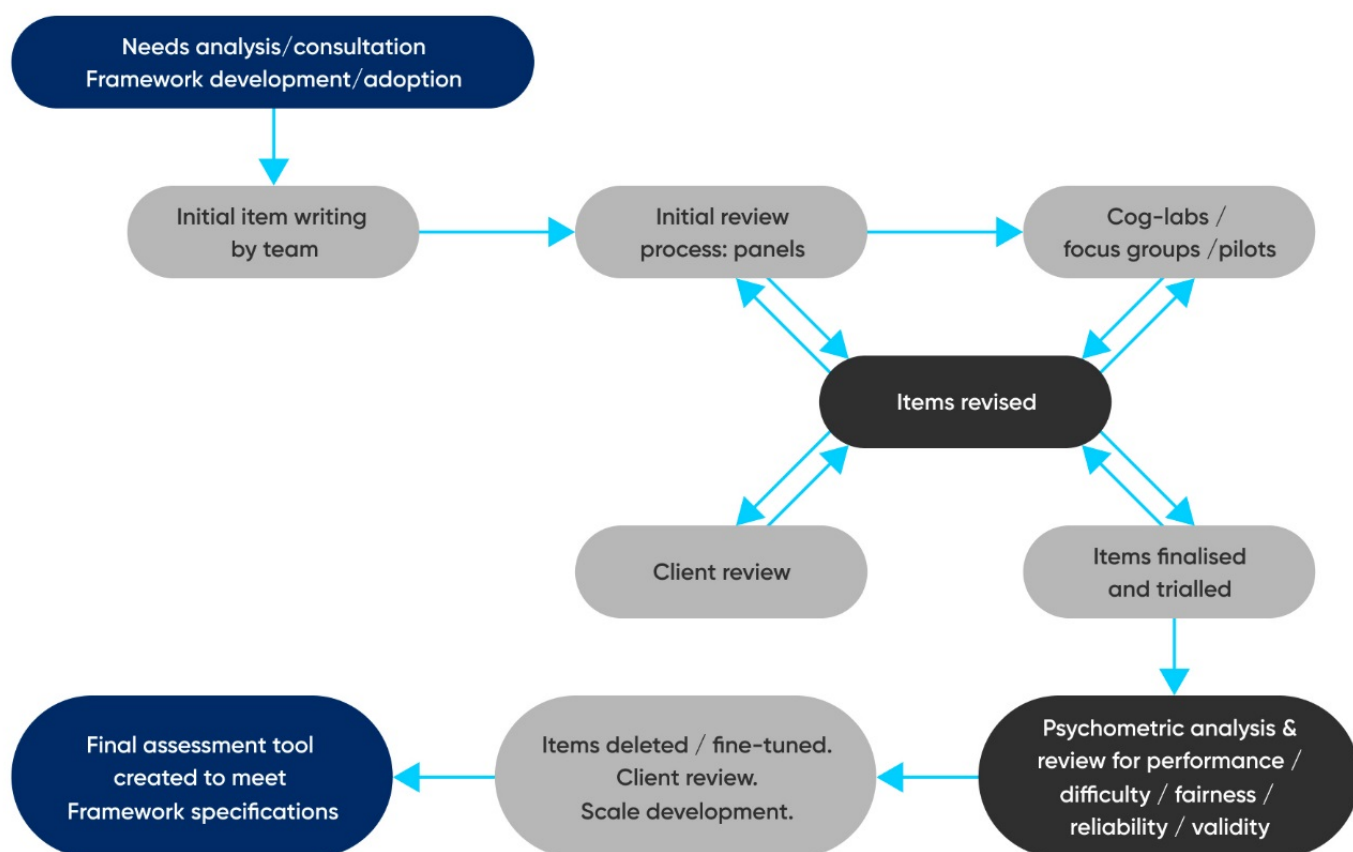 Needs analysis/consultation
Framework development/adoption
Initial item writing
by team
Initial review
process: panels
Cog-labs /
focus groups /pilots
Items revised
Client review
Items finalised
and trialled
Final assessment tool
created to meet
Framework specifications
Items deleted / fine-tuned.
Client review.
Scale development.
Psychometric analysis &
review for performance /
difficulty / fairness /
reliability / validity